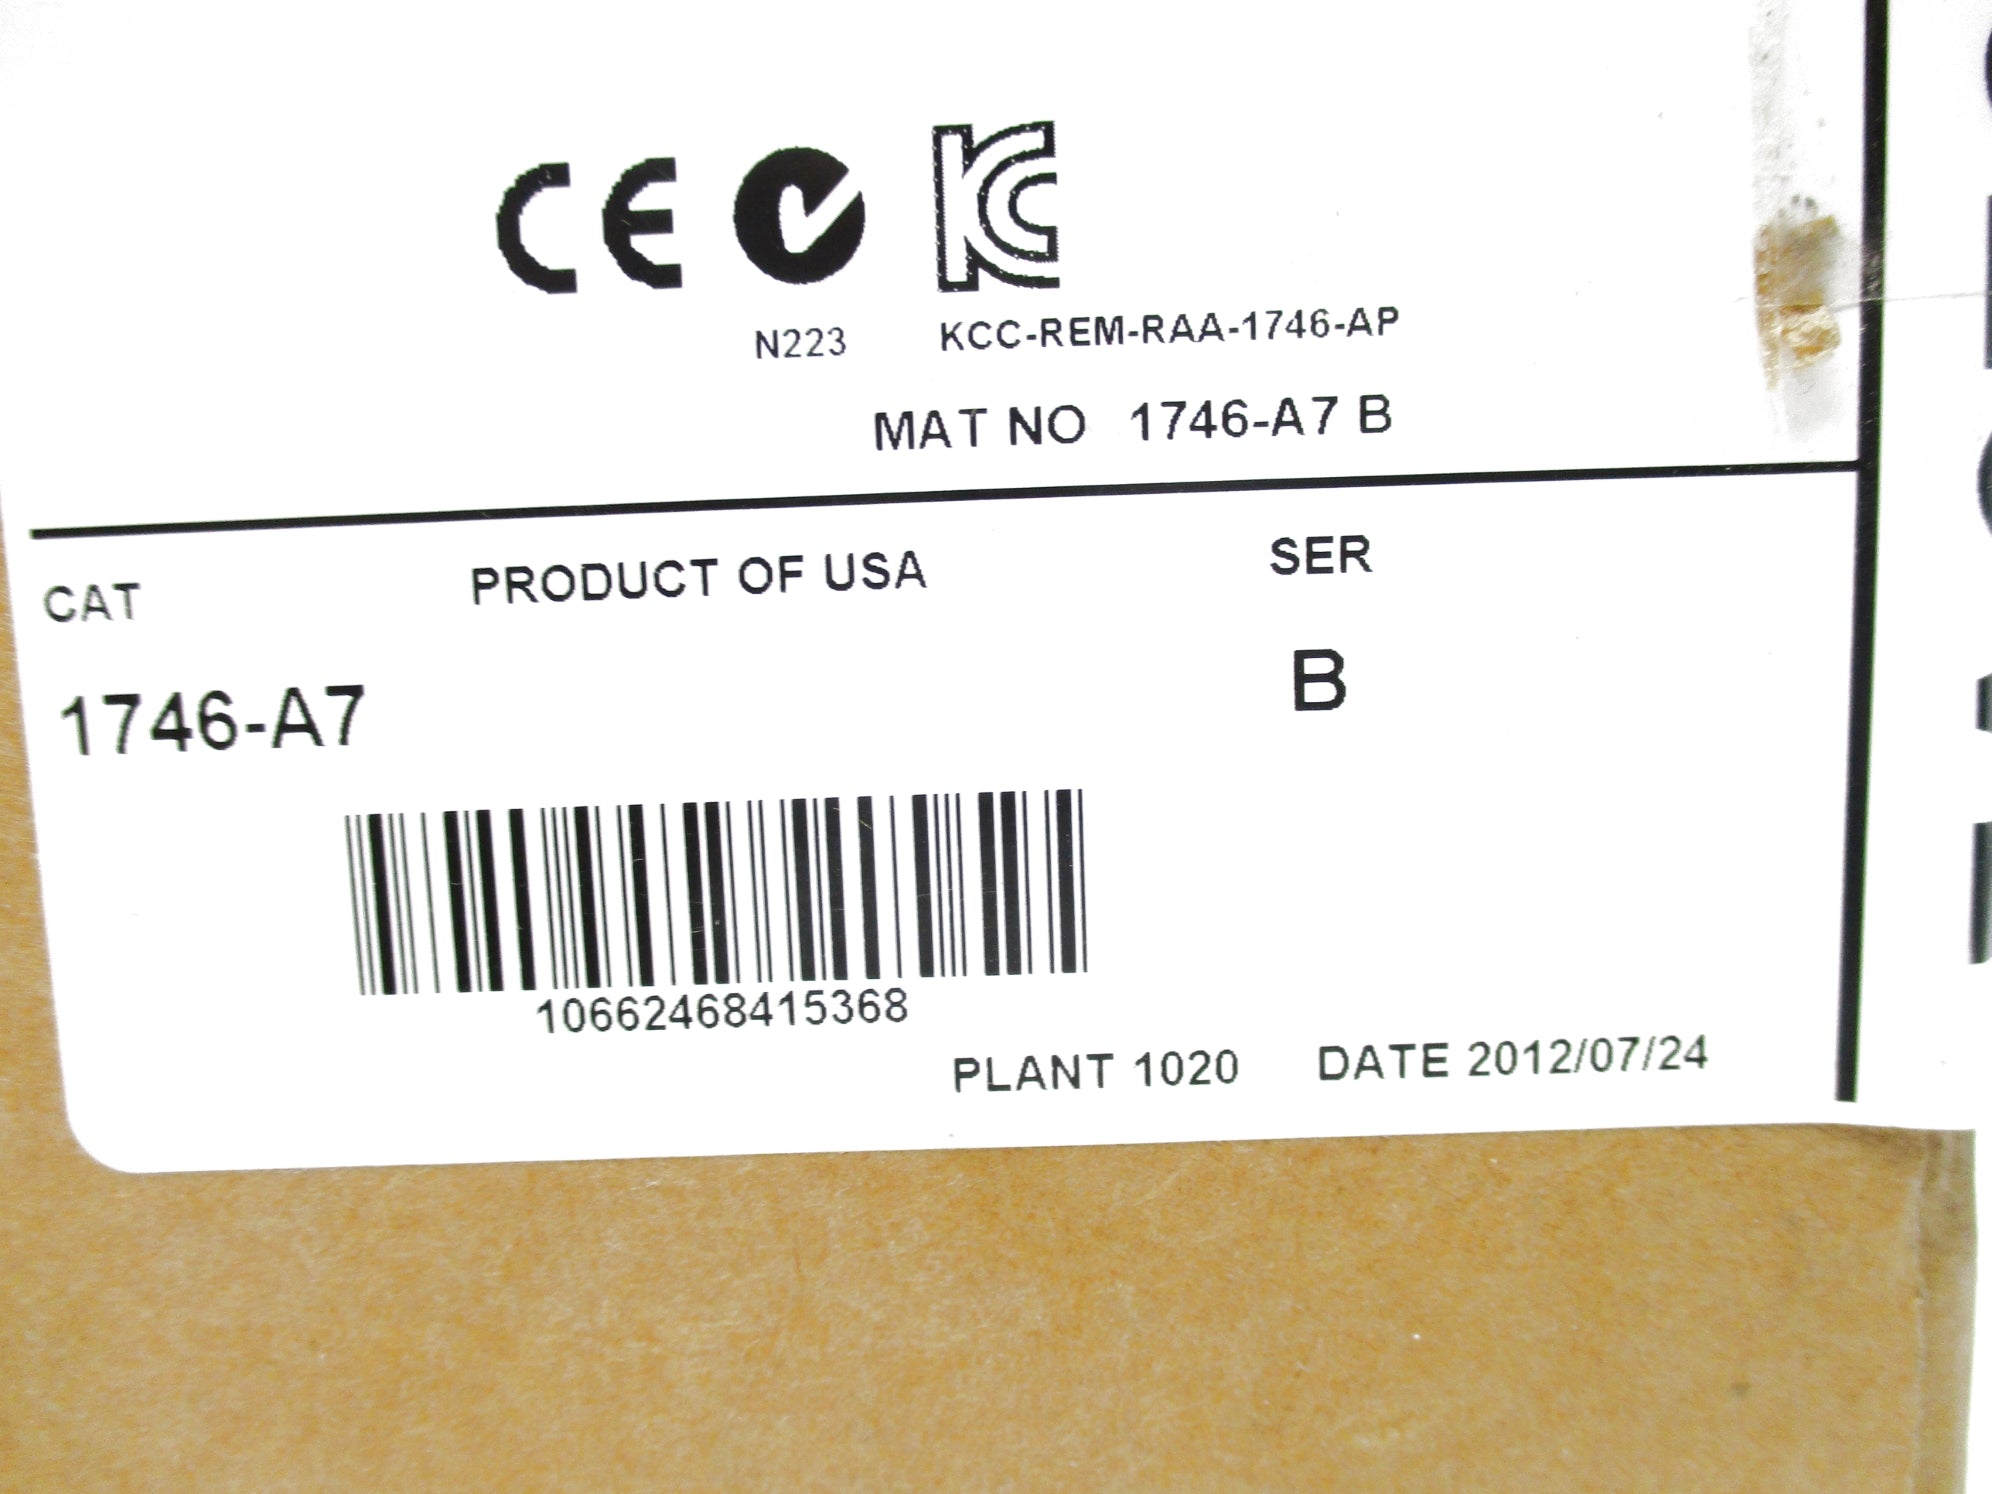 CE KC
N223 KCC-REM-RAA-1746-AP
MAT NO 1746-A7 B
CAT PRODUCT OF USA SER
1746-A7 B
10662468415368
PLANT 1020 DATE 2012/07/24